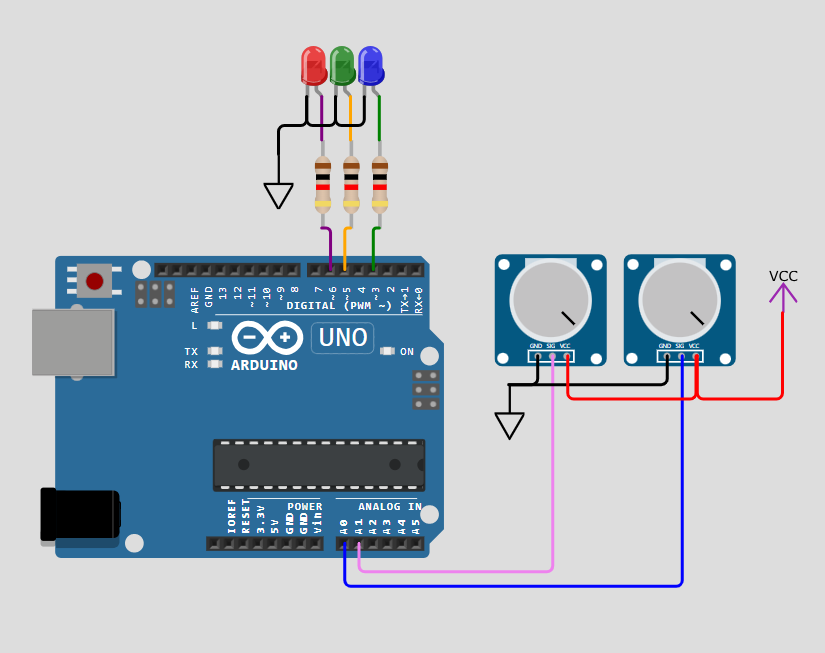 VCC
GND SIG VCC
GND SIG VCC
AREF
GND
13
12
~11
~10
~9
8
7
~6
~5
4
~3
2
TX→1
RX←0
DIGITAL (PWM ~)
L
TX
RX
UNO
ON
ARDUINO
POWER
ANALOG IN
IOREF
RESET
3.3V
5V
GND
GND
Vin
A0
A1
A2
A3
A4
A5